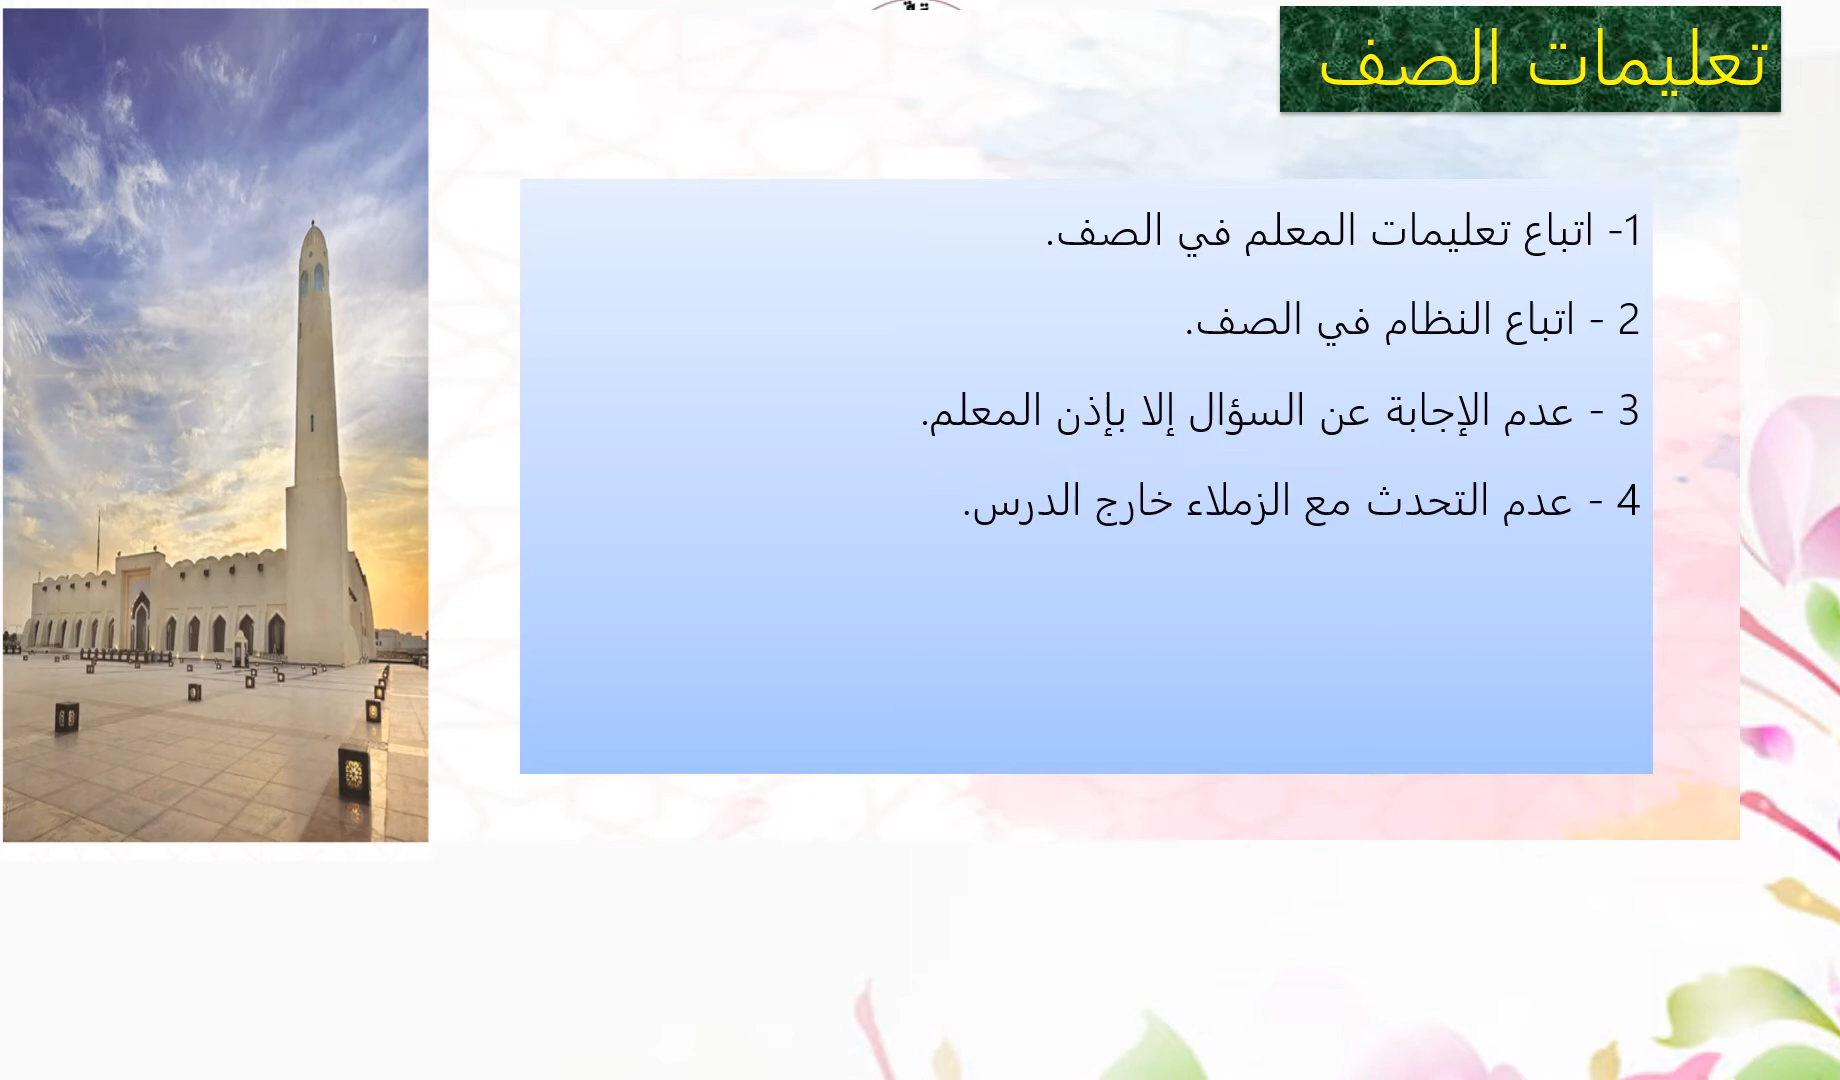 تعليمات الصف
1- اتباع تعليمات المعلم في الصف.
2 - اتباع النظام في الصف.
3 - عدم الإجابة عن السؤال إلا بإذن المعلم.
4 - عدم التحدث مع الزملاء خارج الدرس.